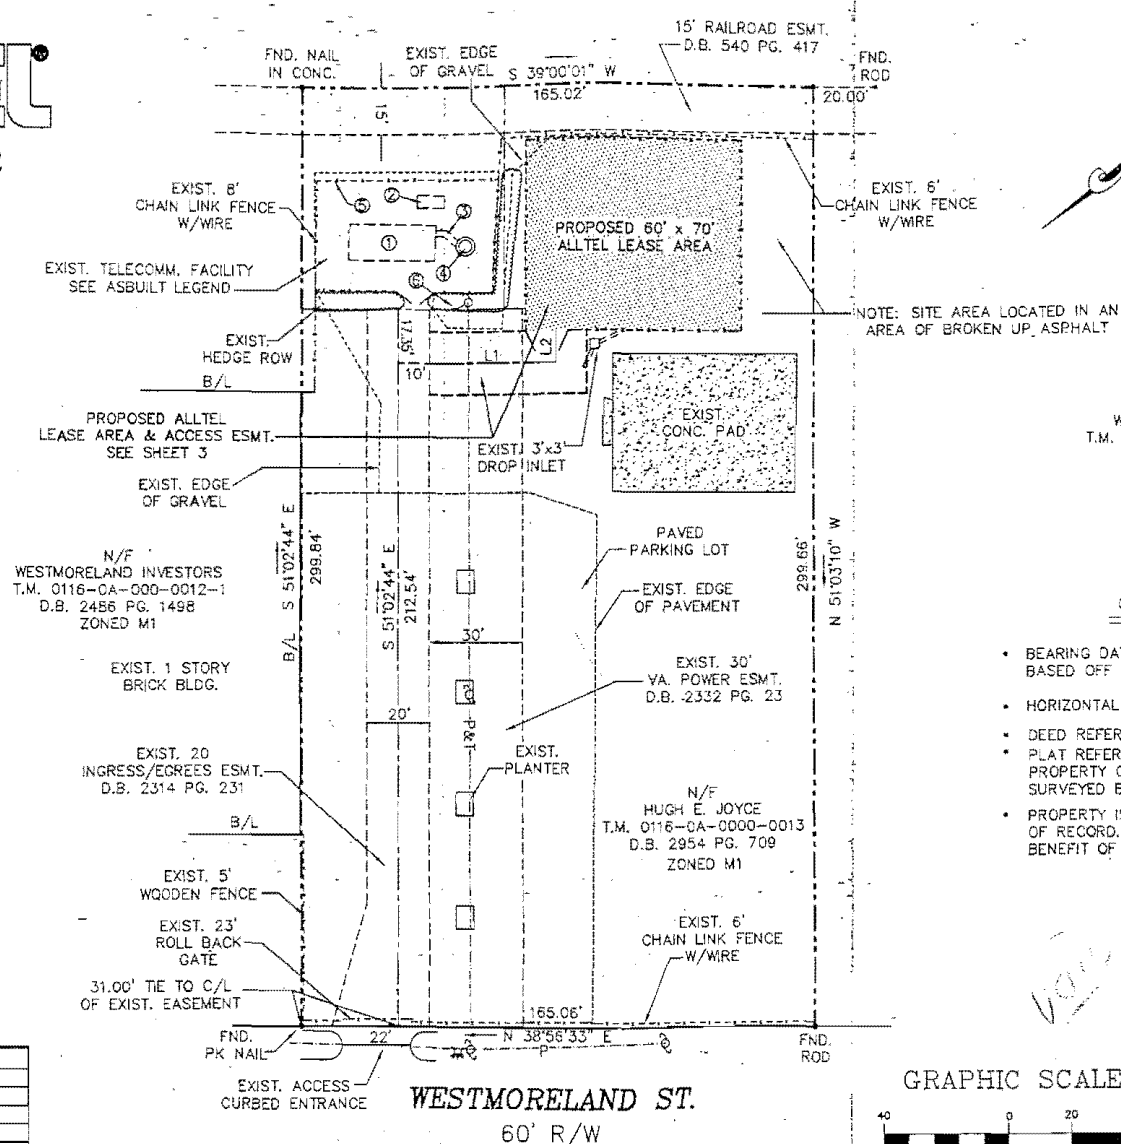 15' RAILROAD ESMT.
D.B. 540 PG. 417
FND. NAIL
IN CONC.
EXIST. EDGE
OF GRAVEL
S 39°00'01" W
165.02'
FND.
ROD
20.00'
15'
EXIST. 8'
CHAIN LINK FENCE
W/WIRE
EXIST. TELECOMM. FACILITY
SEE ASBUILT LEGEND
EXIST.
HEDGE ROW
B/L
1
2
3
4
5
6
PROPOSED 60' x 70'
ALLTEL LEASE AREA
EXIST. 6'
CHAIN LINK FENCE
W/WIRE
NOTE: SITE AREA LOCATED IN AN
AREA OF BROKEN UP ASPHALT
17.35'
L1
L2
10'
PROPOSED ALLTEL
LEASE AREA & ACCESS ESMT.
SEE SHEET 3
EXIST. 3'x3'
DROP INLET
EXIST.
CONC. PAD
T.M.
EXIST. EDGE
OF GRAVEL
B/L S 51°02'44" E
299.84'
S 51°02'44" E
212.54'
N/F
WESTMORELAND INVESTORS
T.M. 0116-CA-000-0012-1
D.B. 2456 PG. 1498
ZONED M1
EXIST. 1 STORY
BRICK BLDG.
PAVED
PARKING LOT
EXIST. EDGE
OF PAVEMENT
299.66'
N 51°03'10" W
30'
EXIST. 30'
VA. POWER ESMT.
D.B. 2332 PG. 23
20'
P&T
EXIST.
PLANTER
EXIST. 20
INGRESS/EGREES ESMT.
D.B. 2314 PG. 231
B/L
N/F
HUGH E. JOYCE
T.M. 0116-CA-0000-0013
D.B. 2954 PG. 709
ZONED M1
• BEARING DA
BASED OFF
• HORIZONTAL
• DEED REFER
• PLAT REFER
PROPERTY
SURVEYED
• PROPERTY
OF RECORD.
BENEFIT OF
EXIST. 5'
WOODEN FENCE
EXIST. 23'
ROLL BACK
GATE
31.00' TIE TO C/L
OF EXIST. EASEMENT
EXIST. 6'
CHAIN LINK FENCE
W/WIRE
165.06'
N 38°56'33" E
P
FND.
PK NAIL
22'
FND.
ROD
EXIST. ACCESS
CURBED ENTRANCE
WESTMORELAND ST.
60' R/W
GRAPHIC SCALE
40 0 20